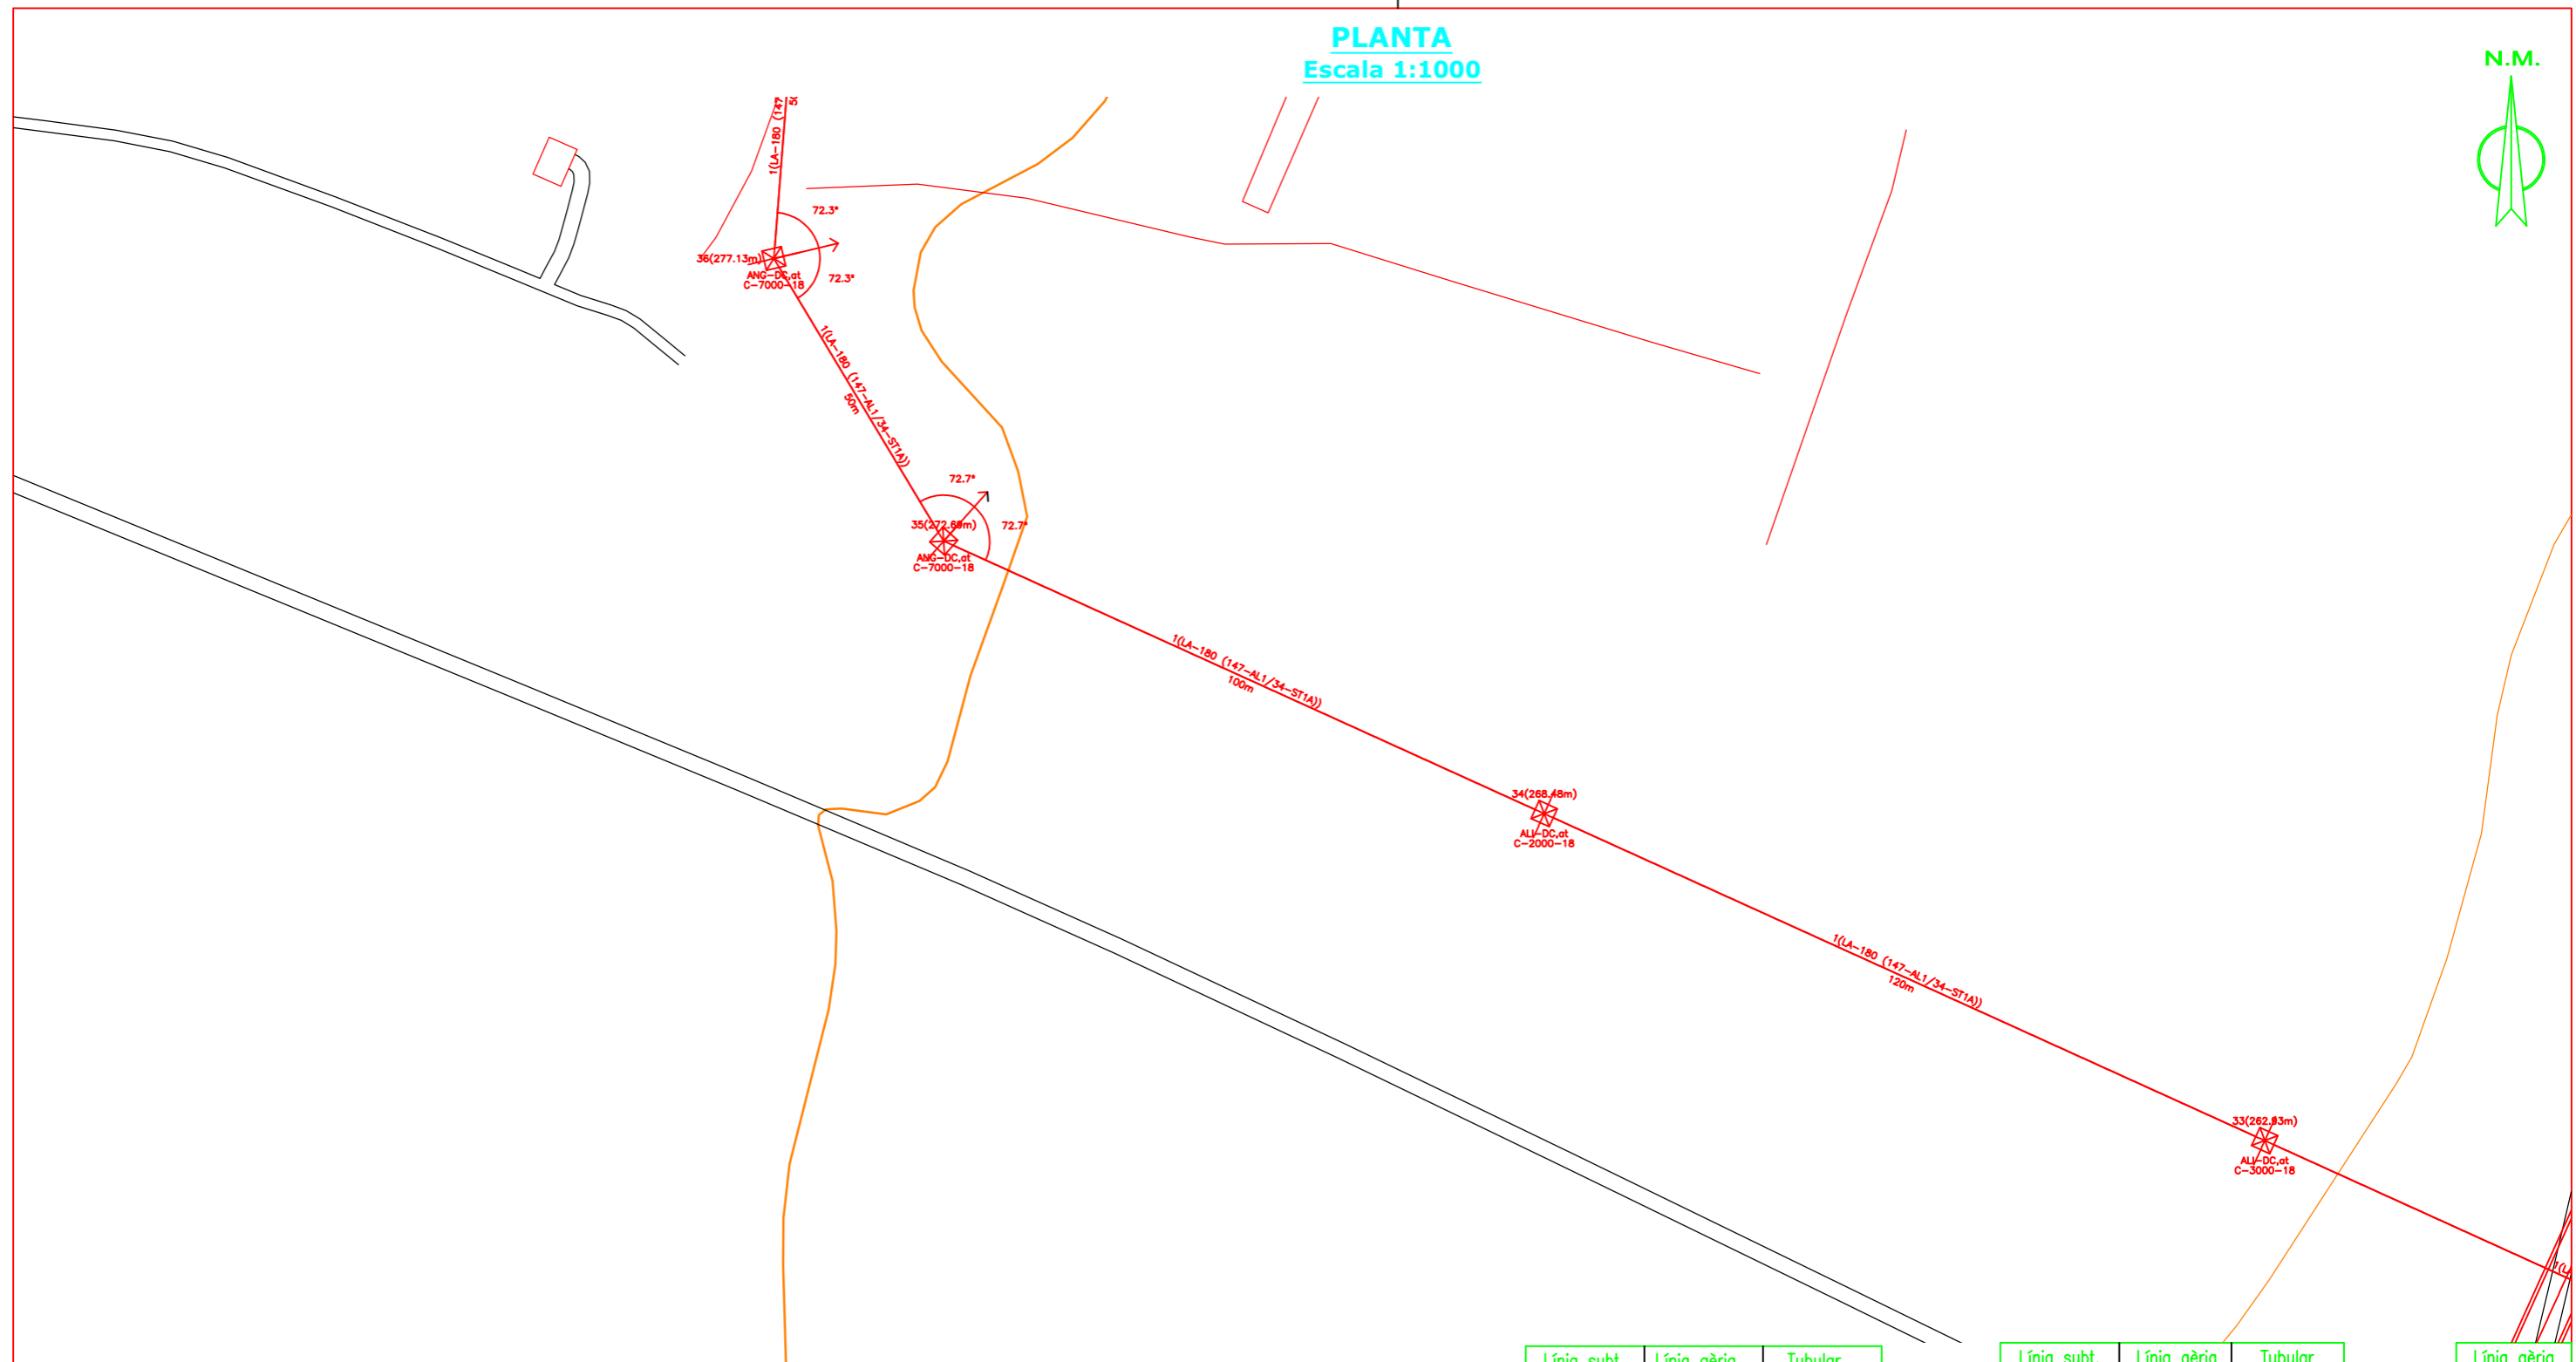 PLANTA
Escala 1:1000
N.M.
1(LA-180 (147
72.3°
36(277.13m)
ANG-DC,at
C-7000-18
72.3°
1(LA-180 (147-AL1/34-ST1A))
50m
72.7°
35(272.69m)
72.7°
ANG-DC,at
C-7000-18
1(LA-180 (147-AL1/34-ST1A))
100m
34(268.48m)
ALI-DC,at
C-2000-18
1(LA-180 (147-AL1/34-ST1A))
120m
33(262.93m)
ALI-DC,at
C-3000-18
Línia subt. Línia aèria Tubular
Línia subt. Línia aèria Tubular
Línia aèria